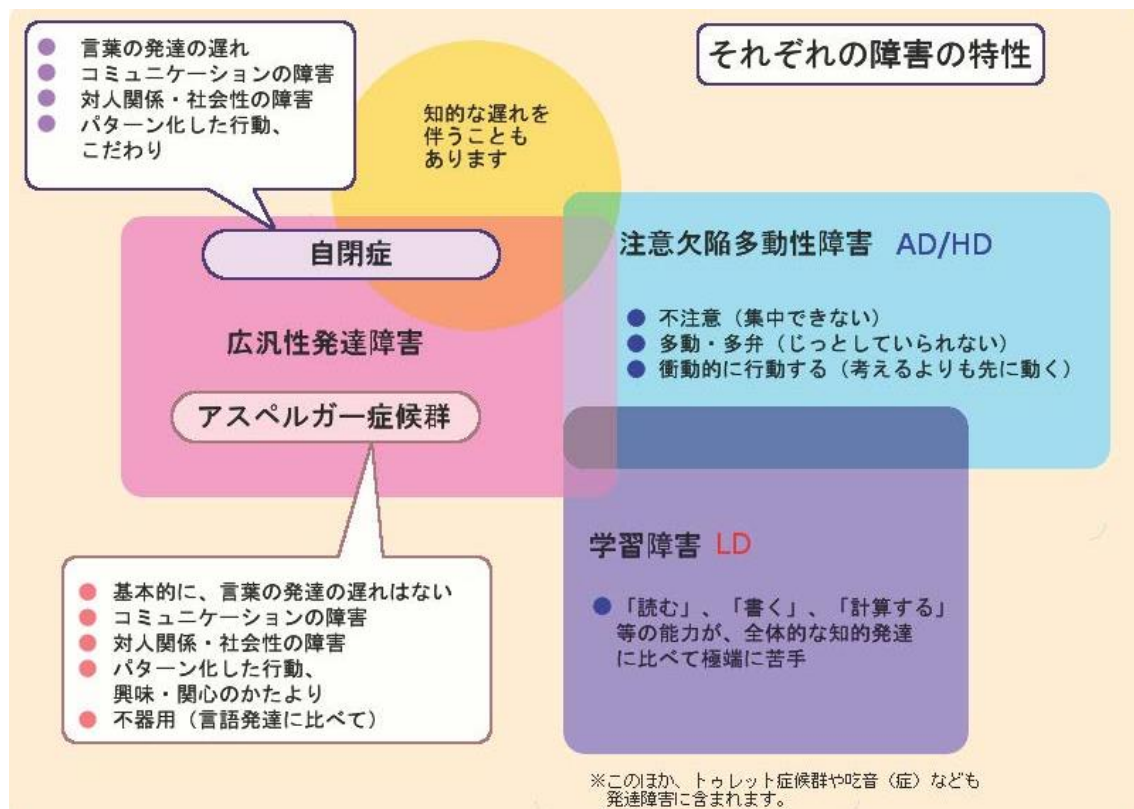 それぞれの障害の特性
● 言葉の発達の遅れ
● コミュニケーションの障害
● 対人関係・社会性の障害
● パターン化した行動、
こだわり
知的な遅れを
伴うことも
あります
自閉症
広汎性発達障害
アスペルガー症候群
● 基本的に、言葉の発達の遅れはない
● コミュニケーションの障害
● 対人関係・社会性の障害
● パターン化した行動、
興味・関心のかたより
● 不器用（言語発達に比べて）
注意欠陥多動性障害 AD/HD
● 不注意（集中できない）
● 多動・多弁（じっとしていられない）
● 衝動的に行動する（考えるよりも先に動く）
学習障害 LD
● 「読む」、「書く」、「計算する」
等の能力が、全体的な知的発達
に比べて極端に苦手
※このほか、トゥレット症候群や吃音（症）なども
発達障害に含まれます。